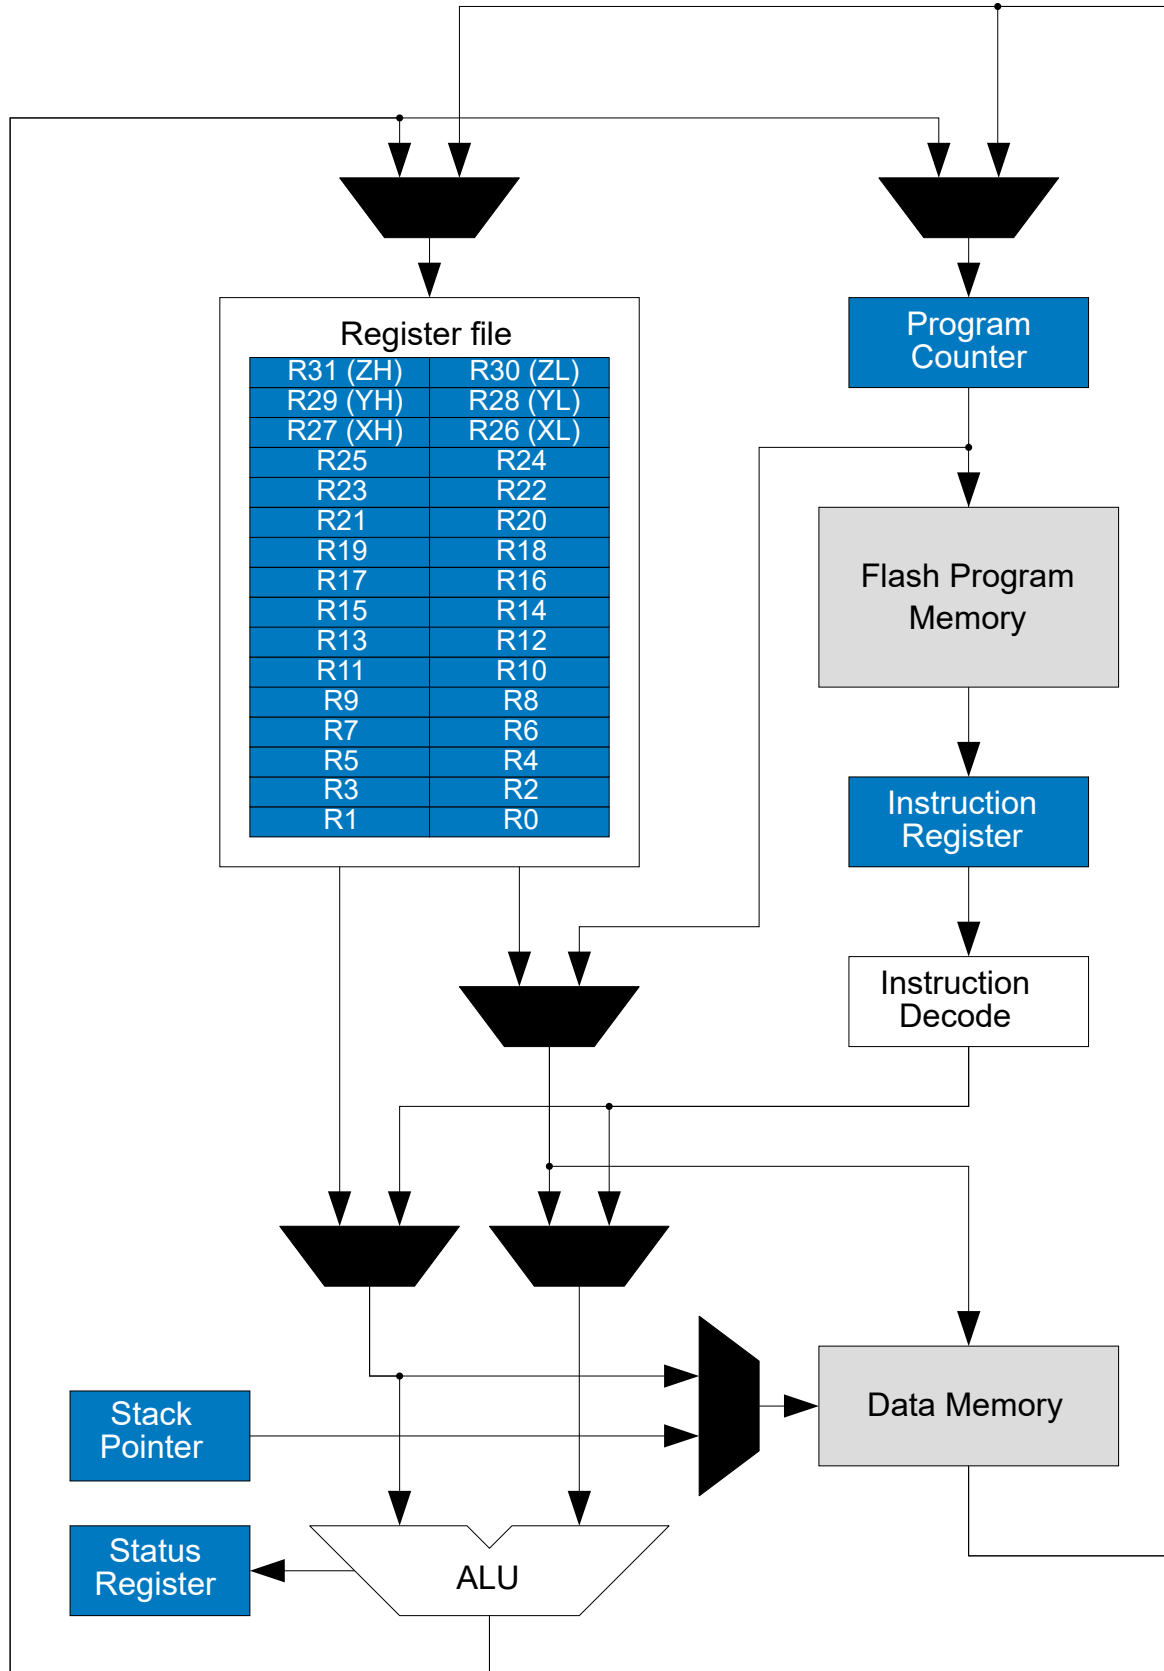 Register file
R31 (ZH) R30 (ZL)
R29 (YH) R28 (YL)
R27 (XH) R26 (XL)
R25 R24
R23 R22
R21 R20
R19 R18
R17 R16
R15 R14
R13 R12
R11 R10
R9 R8
R7 R6
R5 R4
R3 R2
R1 R0
Program
Counter
Flash Program
Memory
Instruction
Register
Instruction
Decode
Stack
Pointer
Data Memory
Status
Register
ALU